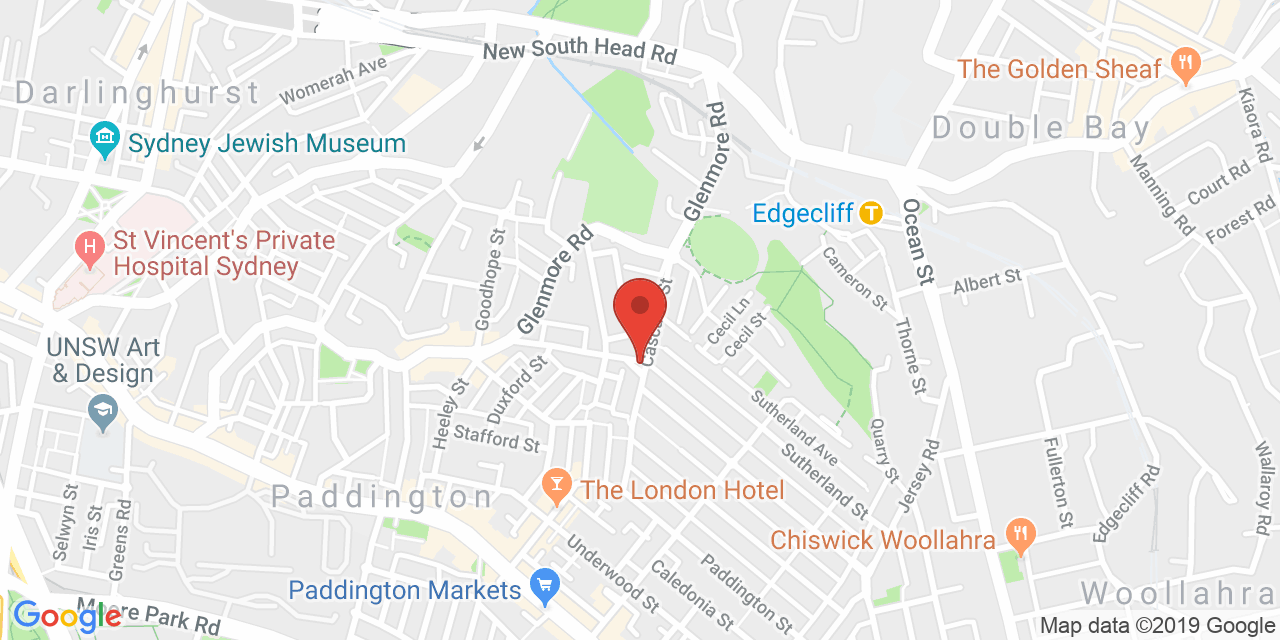 New South Head Rd
The Golden Sheaf
Womerah Ave
Darlinghurst
Kiaora Rd
Double Bay
Sydney Jewish Museum
Glenmore Rd
Manning Rd
Court Rd
Edgecliff
T
Ocean St
Forest Rd
H
St Vincent's Private
Hospital Sydney
Goodhope St
Glenmore Rd
Cameron St
Albert St
Cecil Ln
Cecil St
Thorne St
UNSW Art
& Design
Heeley St
Duxford St
Stafford St
Sutherland Ave
Sutherland St
Quarry St
Jersey Rd
Fullerton St
Edgecliff Rd
Wallaroy Rd
Paddington
The London Hotel
Selwyn St
Iris St
Greens Rd
Chiswick Woollahra
Underwood St
Caledonia St
Paddington St
Paddington Markets
Woollahra
Google
Moore Park Rd
Map data ©2019 Google